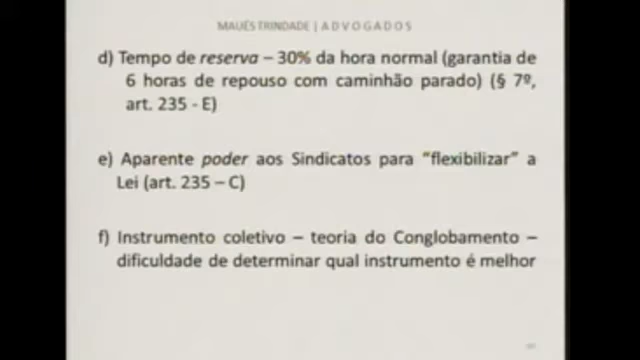 MAUÉS TRINDADE | ADVOGADOS
d) Tempo de reserva – 30% da hora normal (garantia de
6 horas de repouso com caminhão parado) (§ 7º,
art. 235 - E)
e) Aparente poder aos Sindicatos para "flexibilizar" a
Lei (art. 235 – C)
f) Instrumento coletivo – teoria do Conglobamento –
dificuldade de determinar qual instrumento é melhor